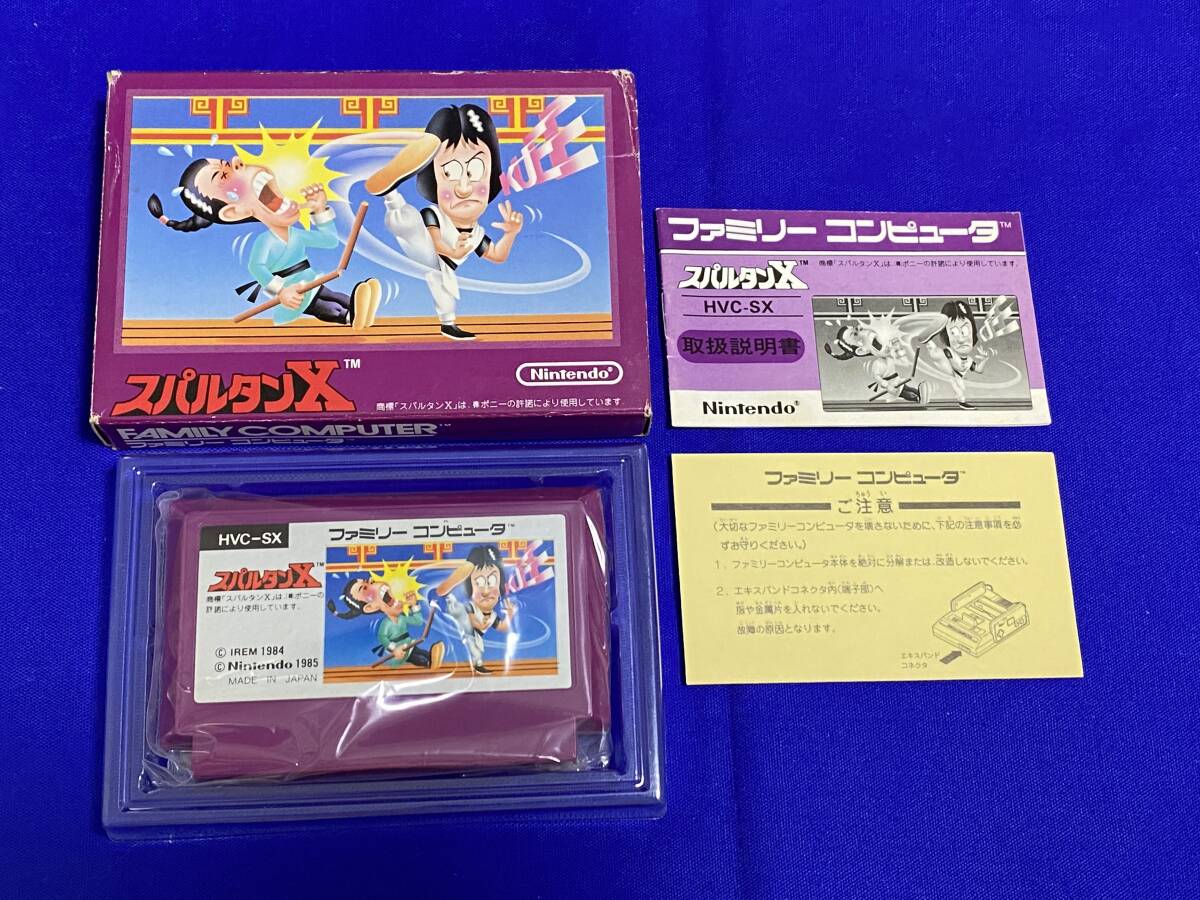 KICK
スパルタンX™
Nintendo®
商標「スパルタンX」は、㈱ポニーの許諾により使用しています。
FAMILY COMPUTER™
ファミリー コンピュータ
ファミリー コンピュータ™
スパルタンX™
商標「スパルタンX」は、㈱ポニーの許諾により使用しています。
HVC-SX
取扱説明書
Nintendo®
HVC-SX
ファミリー コンピュータ™
スパルタンX™
商標「スパルタンX」は、㈱ポニーの
許諾により使用しています。
© IREM 1984
© Nintendo 1985
MADE IN JAPAN
ファミリー コンピュータ™
ご注意
(大切なファミリーコンピュータを壊さないために、下記の注意事項を必
ずお守りください。)
1. ファミリーコンピュータ本体を絶対に分解または、改造しないでください。
2. エキスパンドコネクタ内(端子部)へ
指や金属片を入れないでください。
故障の原因となります。
エキスパンド
コネクタ